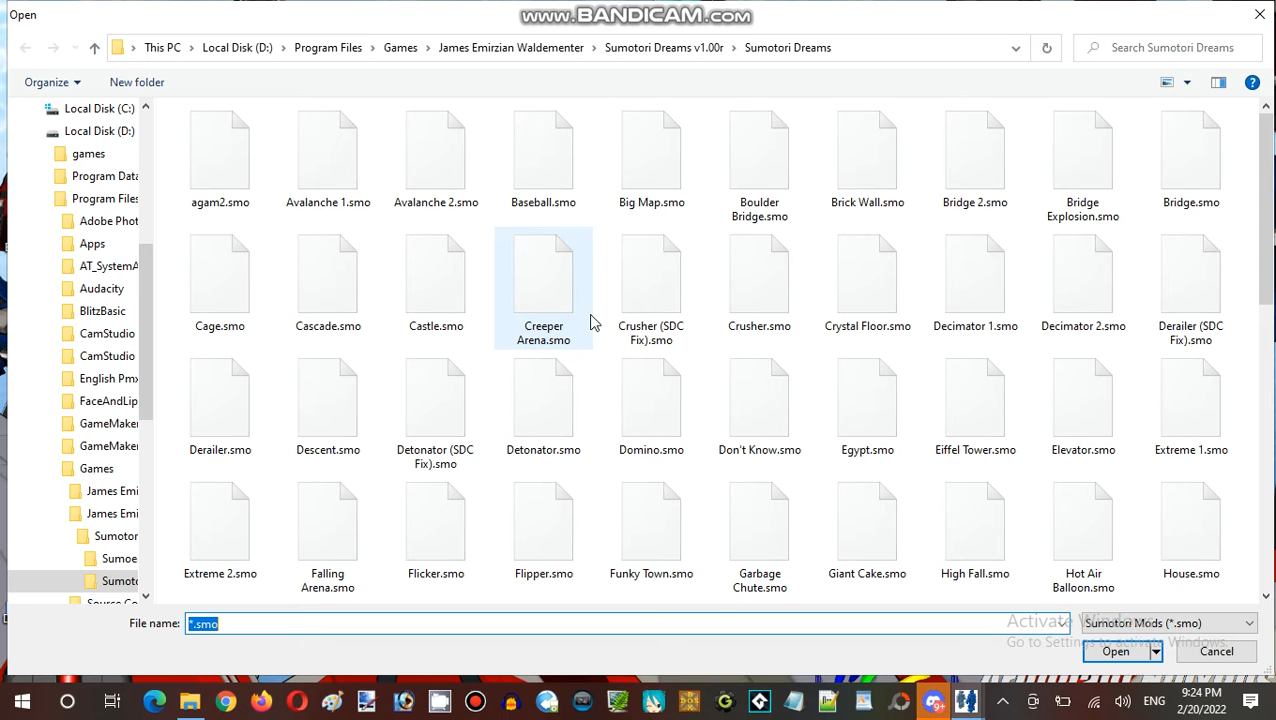 www.BANDICAM.com
Open
This PC > Local Disk (D:) > Program Files > Games > James Emirzian Waldementer > Sumotori Dreams v1.00r > Sumotori Dreams
Search Sumotori Dreams
Organize
New folder
Local Disk (C:)
Local Disk (D:)
games
Program Data
Program Files
Adobe Phot
Apps
AT_SystemA
Audacity
BlitzBasic
CamStudio
CamStudio
English Pmx
FaceAndLip
GameMaker
GameMaker
Games
James Emi
James Emi
Sumotor
Sumoe
Sumoto
Source Co
agam2.smo
Avalanche 1.smo
Avalanche 2.smo
Baseball.smo
Big Map.smo
Boulder
Bridge.smo
Brick Wall.smo
Bridge 2.smo
Bridge
Explosion.smo
Bridge.smo
Cage.smo
Cascade.smo
Castle.smo
Creeper
Arena.smo
Crusher (SDC
Fix).smo
Crusher.smo
Crystal Floor.smo
Decimator 1.smo
Decimator 2.smo
Derailer (SDC
Fix).smo
Derailer.smo
Descent.smo
Detonator (SDC
Fix).smo
Detonator.smo
Domino.smo
Don't Know.smo
Egypt.smo
Eiffel Tower.smo
Elevator.smo
Extreme 1.smo
Extreme 2.smo
Falling
Arena.smo
Flicker.smo
Flipper.smo
Funky Town.smo
Garbage
Chute.smo
Giant Cake.smo
High Fall.smo
Hot Air
Balloon.smo
House.smo
File name:
*.smo
Sumotori Mods (*.smo)
Activate Windows
Go to Settings to activate Windows.
Open
Cancel
ENG
9:24 PM
2/20/2022